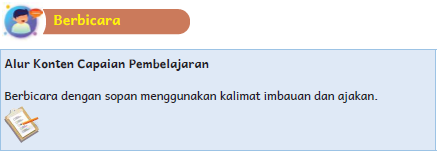 Berbicara
Alur Konten Capaian Pembelajaran
Berbicara dengan sopan menggunakan kalimat imbauan dan ajakan.